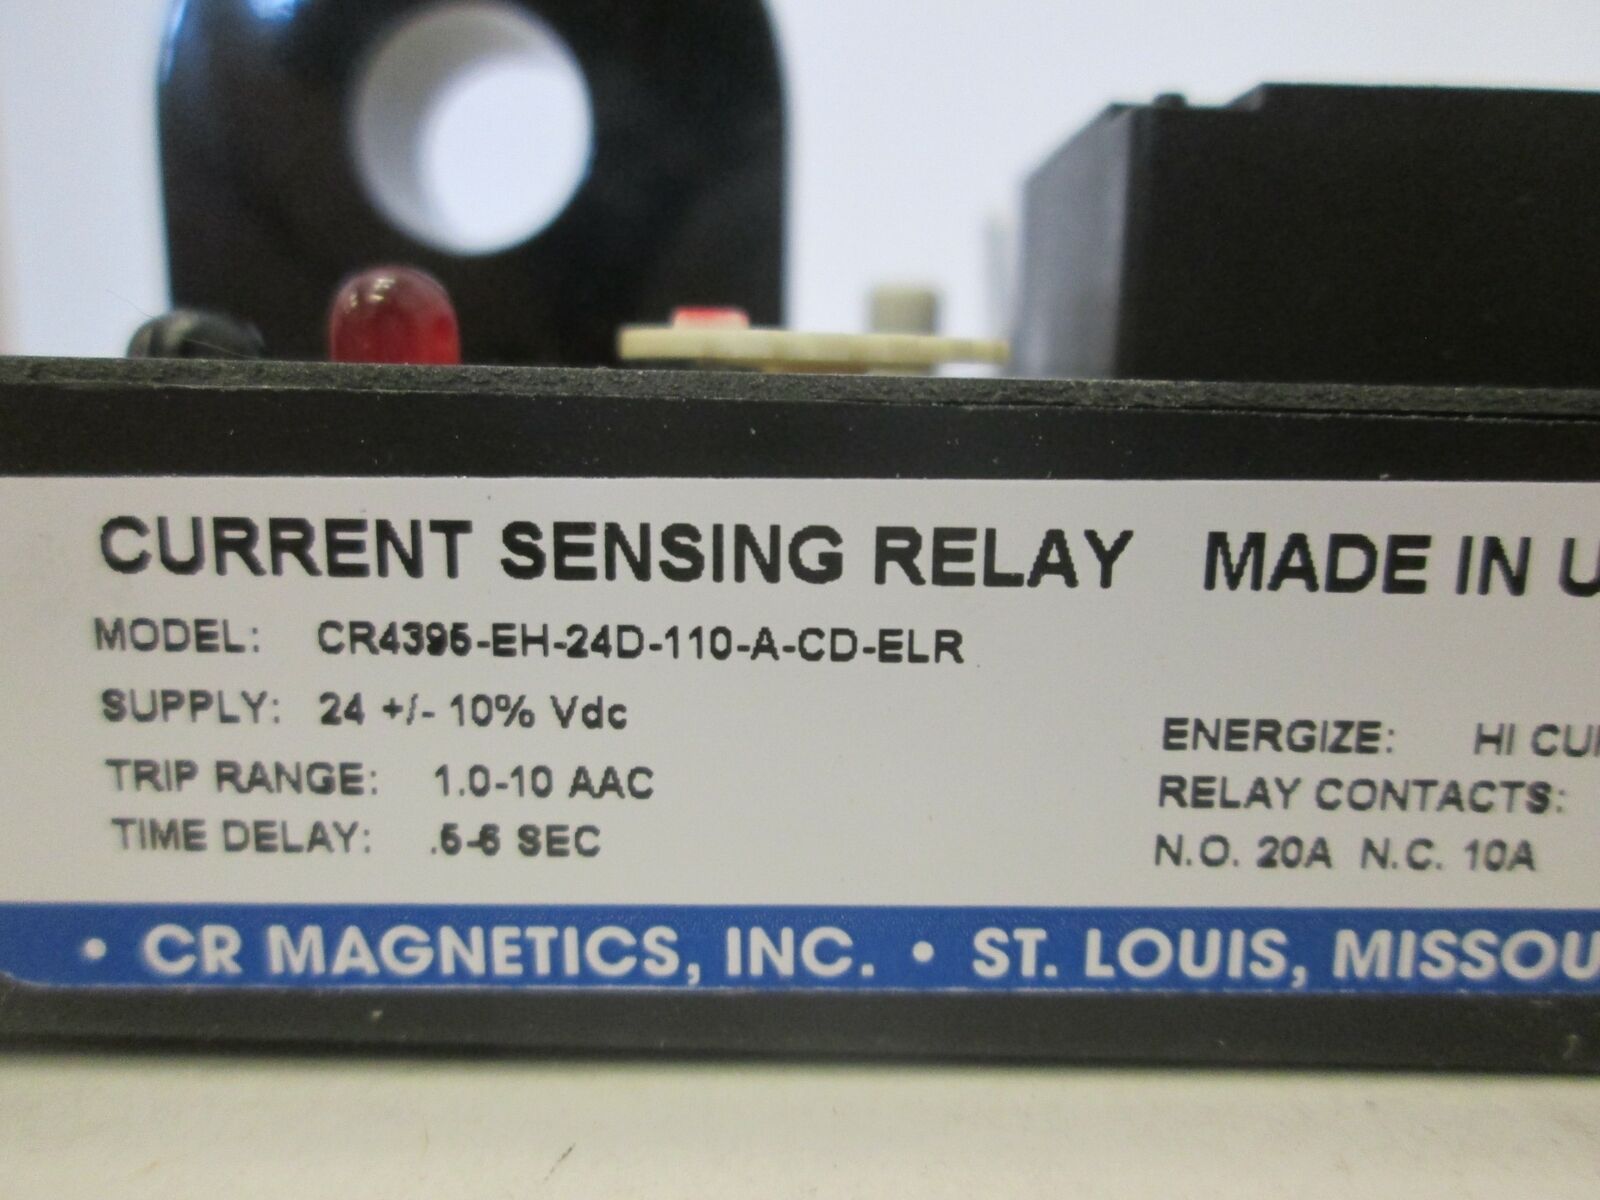 CURRENT SENSING RELAY MADE IN U
MODEL: CR4395-EH-24D-110-A-CD-ELR
SUPPLY: 24 +/- 10% Vdc
TRIP RANGE: 1.0-10 AAC
TIME DELAY: .5-5 SEC
ENERGIZE: HI CU
RELAY CONTACTS:
N.O. 20A N.C. 10A
• CR MAGNETICS, INC. • ST. LOUIS, MISSOU